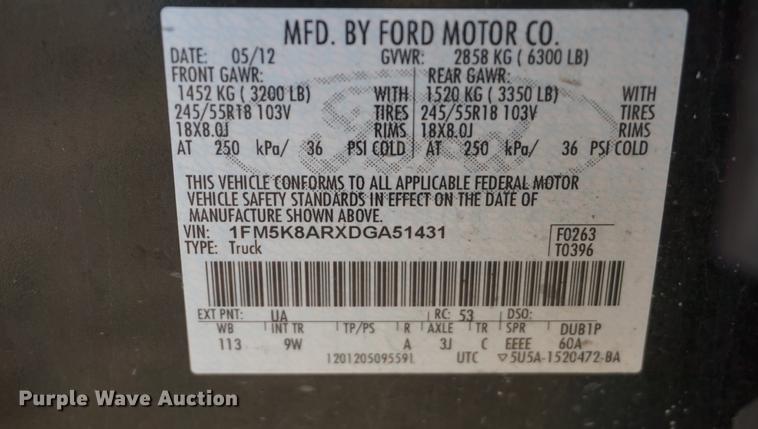 MFD. BY FORD MOTOR CO.
DATE: 05/12 GVWR: 2858 KG ( 6300 LB)
FRONT GAWR: REAR GAWR:
1452 KG ( 3200 LB) WITH 1520 KG ( 3350 LB) WITH
245/55R18 103V TIRES 245/55R18 103V TIRES
18X8.0J RIMS 18X8.0J RIMS
AT 250 kPa/ 36 PSI COLD AT 250 kPa/ 36 PSI COLD
THIS VEHICLE CONFORMS TO ALL APPLICABLE FEDERAL MOTOR
VEHICLE SAFETY STANDARDS IN EFFECT ON THE DATE OF
MANUFACTURE SHOWN ABOVE.
VIN: 1FM5K8ARXDGA51431 F0263
TYPE: Truck T0396
EXT PNT: UA RC: 53 DSO:
WB INT TR TP/PS R AXLE TR SPR DUB1P
113 9W A 3J C EEEE 60A
120120509559L UTC ▽5U5A-1520472-BA
Purple Wave Auction